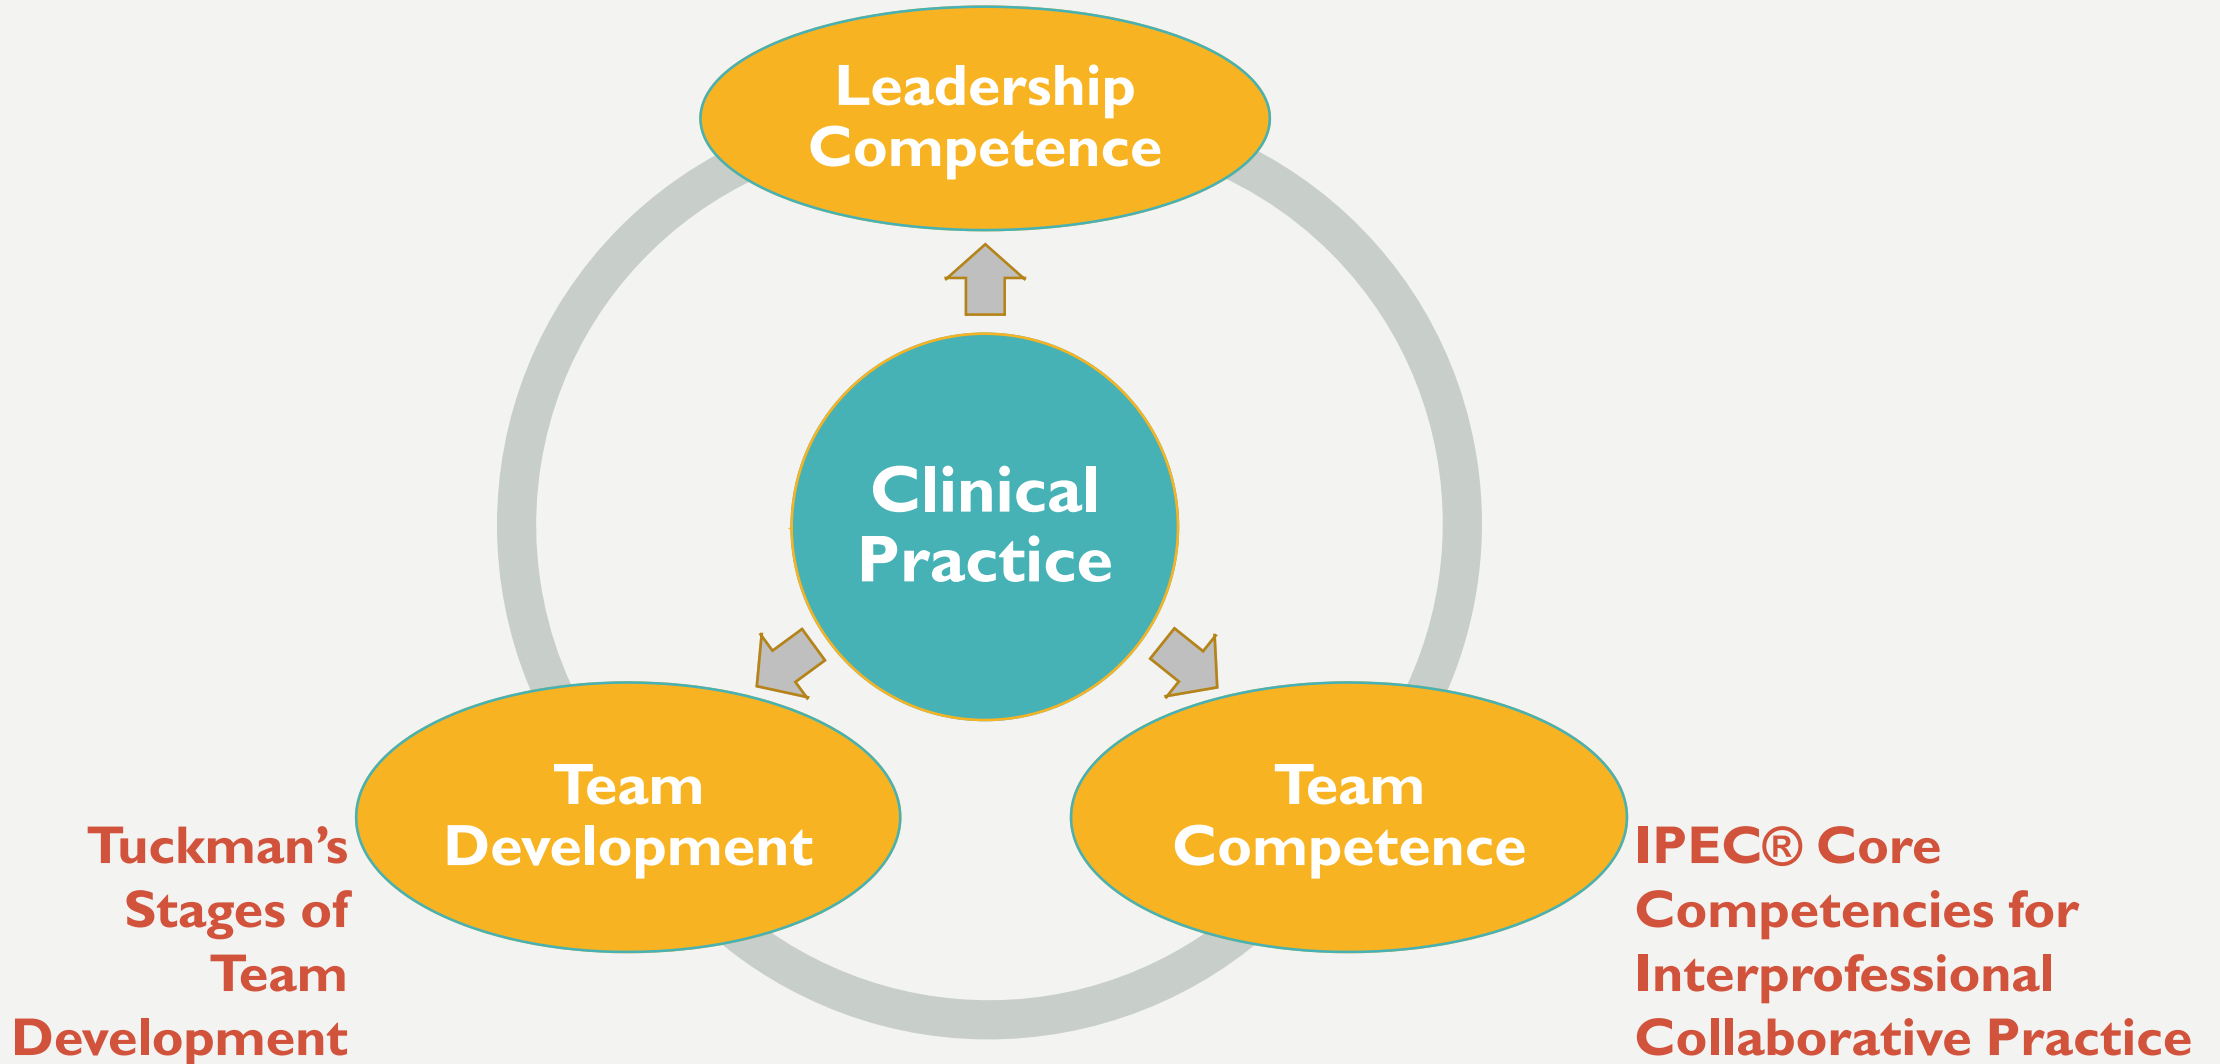 Leadership
Competence
Clinical
Practice
Team
Development
Team
Competence
Tuckman’s
Stages of
Team
Development
IPEC® Core
Competencies for
Interprofessional
Collaborative Practice